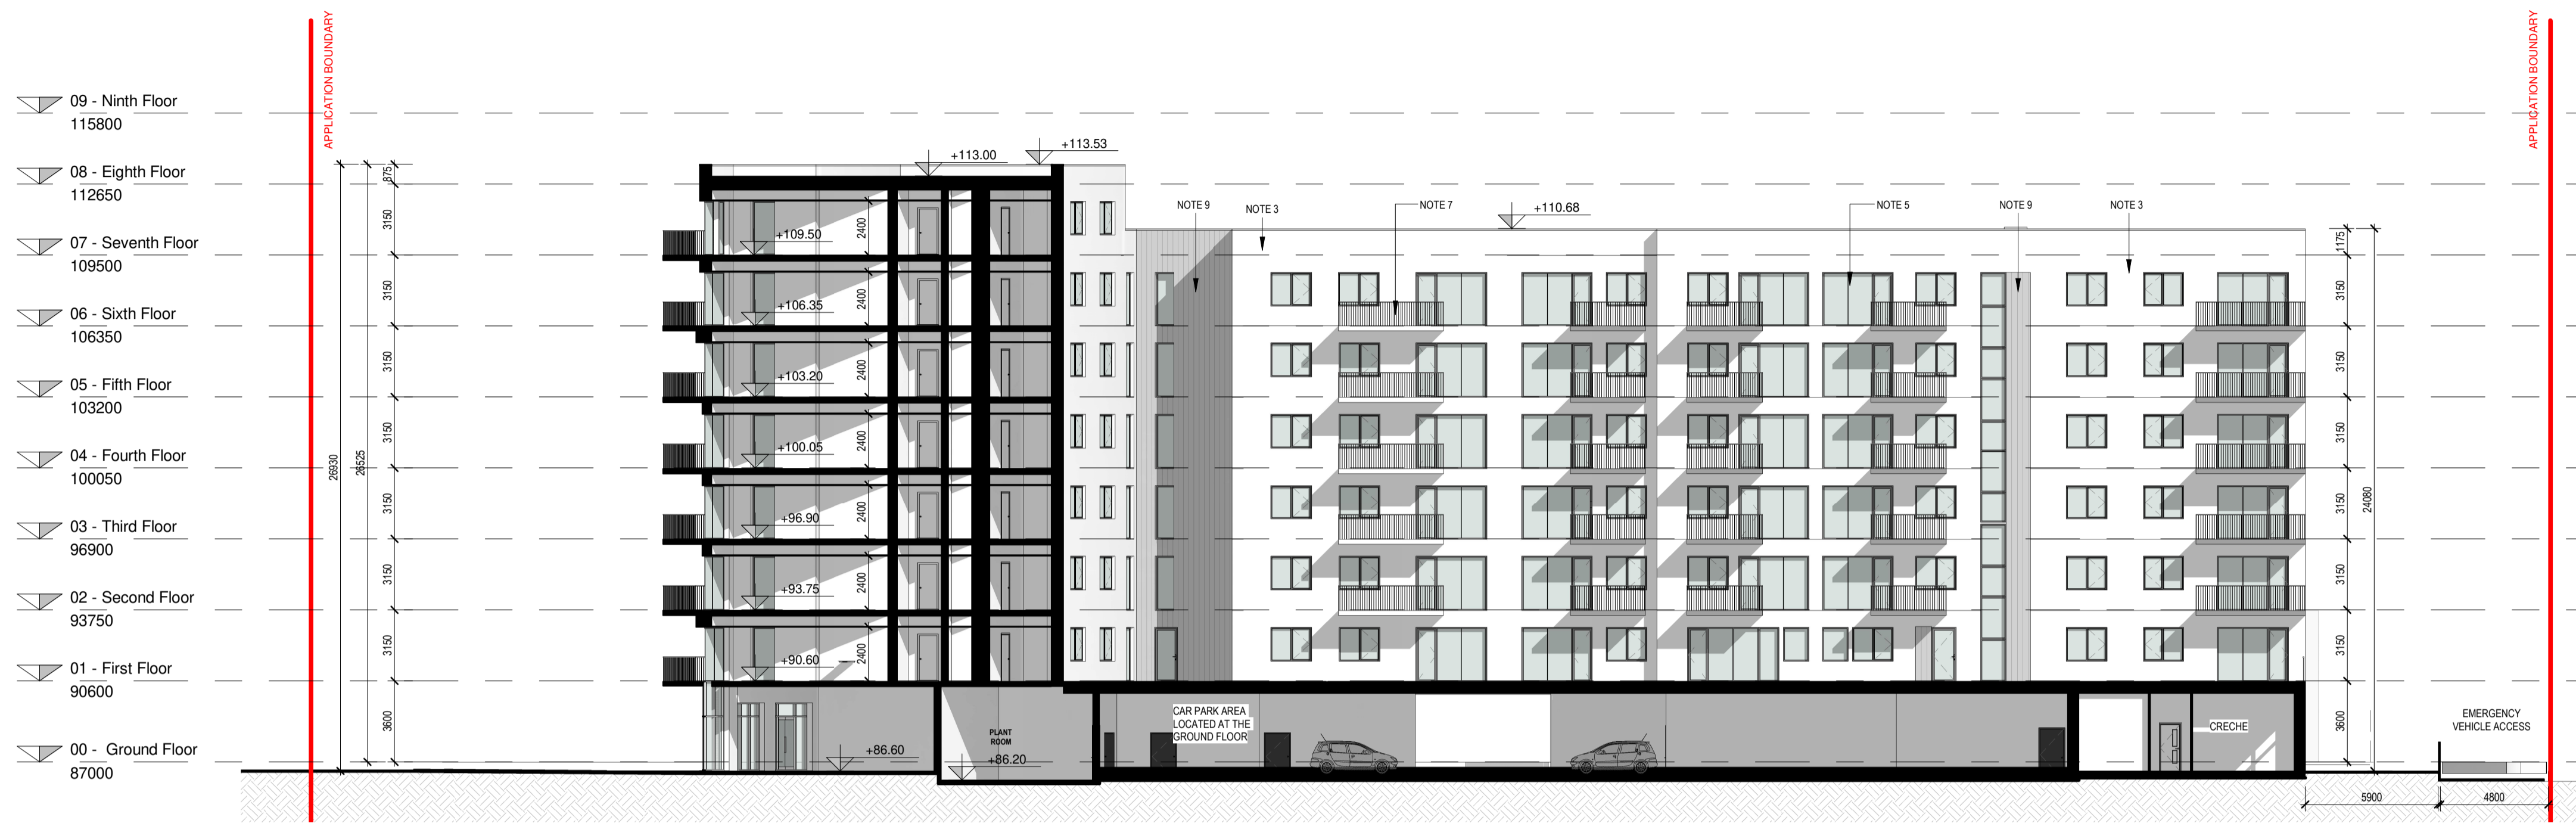 APPLICATION BOUNDARY
APPLICATION BOUNDARY
09 - Ninth Floor
115800
08 - Eighth Floor
112650
07 - Seventh Floor
109500
06 - Sixth Floor
106350
05 - Fifth Floor
103200
04 - Fourth Floor
100050
03 - Third Floor
96900
02 - Second Floor
93750
01 - First Floor
90600
00 - Ground Floor
87000
26930
26525
875
3150
3150
3150
3150
3150
3150
3150
3600
+113.00
+113.53
+109.50
+106.35
+103.20
+100.05
+96.90
+93.75
+90.60
+86.60
+86.20
2400
2400
2400
2400
2400
2400
2400
PLANT
ROOM
NOTE 9
NOTE 3
NOTE 7
+110.68
NOTE 5
NOTE 9
NOTE 3
CAR PARK AREA
LOCATED AT THE
GROUND FLOOR
CRECHE
1175
3150
3150
3150
3150
3150
3150
3600
24080
EMERGENCY
VEHICLE ACCESS
5900
4800